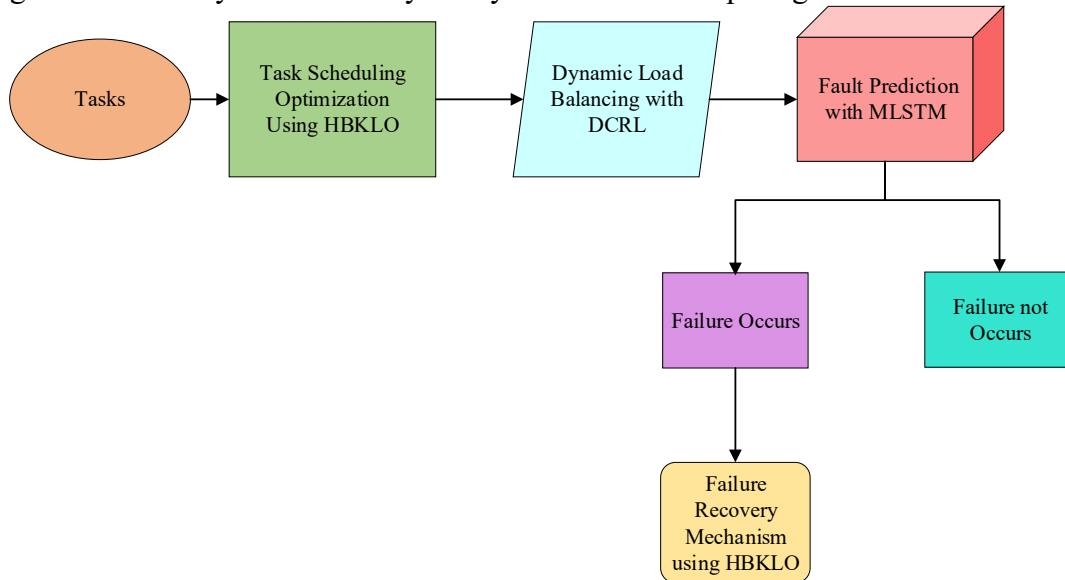 Tasks
Task Scheduling
Optimization
Using HBKLO
Dynamic Load
Balancing with
DCRL
Fault Prediction
with MLSTM
Failure Occurs
Failure not
Occurs
Failure
Recovery
Mechanism
using HBKLO